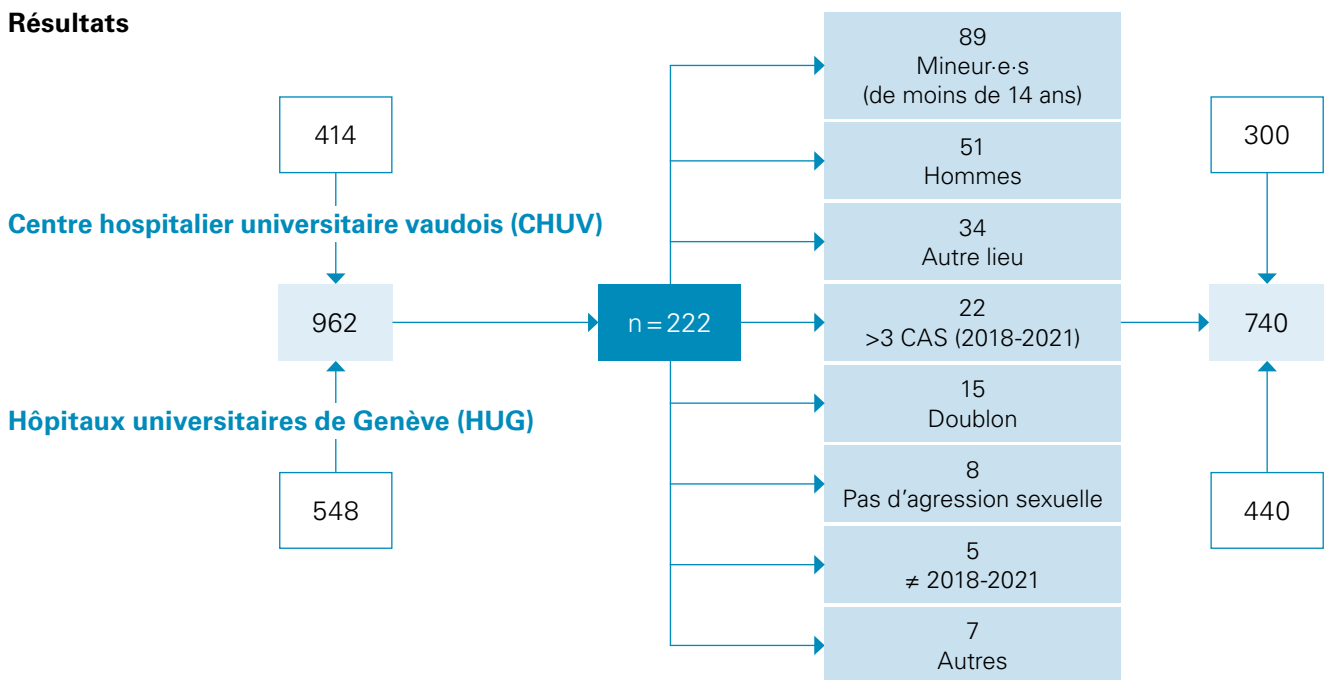 Résultats
414
Centre hospitalier universitaire vaudois (CHUV)
962
Hôpitaux universitaires de Genève (HUG)
548
n=222
89
Mineur·e·s
(de moins de 14 ans)
51
Hommes
34
Autre lieu
22
>3 CAS (2018-2021)
15
Doublon
8
Pas d’agression sexuelle
5
≠ 2018-2021
7
Autres
300
740
440